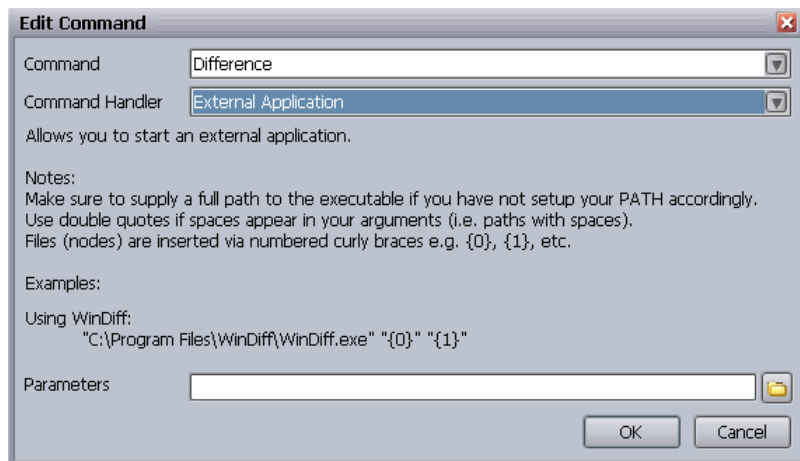 Edit Command
Command Difference
Command Handler External Application
Allows you to start an external application.
Notes:
Make sure to supply a full path to the executable if you have not setup your PATH accordingly.
Use double quotes if spaces appear in your arguments (i.e. paths with spaces).
Files (nodes) are inserted via numbered curly braces e.g. {0}, {1}, etc.
Examples:
Using WinDiff:
"C:\Program Files\WinDiff\WinDiff.exe" "{0}" "{1}"
Parameters
OK Cancel